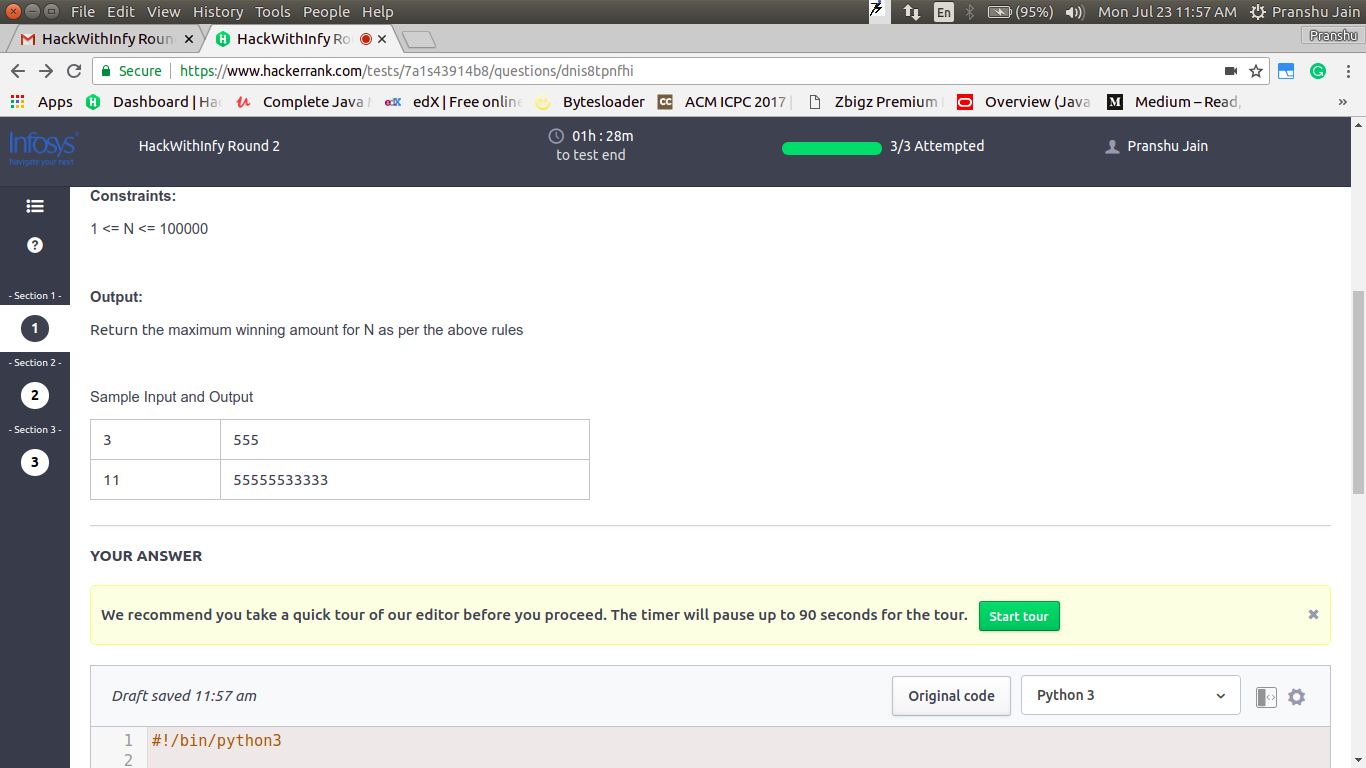 File Edit View History Tools People Help
En (95%) Mon Jul 23 11:57 AM Pranshu Jain
HackWithInfy Roun
HackWithInfy Ro
Pranshu
Secure https://www.hackerrank.com/tests/7a1s43914b8/questions/dnis8tpnfhi
Apps Dashboard | Ha Complete Java edX edX | Free online Bytesloader CC ACM ICPC 2017 | Zbigz Premium Overview (Java M Medium – Read, »
Infosys
Navigate your next
HackWithInfy Round 2
01h : 28m
to test end
3/3 Attempted
Pranshu Jain
- Section 1 -
1
- Section 2 -
2
- Section 3 -
3
Constraints:
1 <= N <= 100000
Output:
Return the maximum winning amount for N as per the above rules
Sample Input and Output
3 555
11 55555533333
YOUR ANSWER
We recommend you take a quick tour of our editor before you proceed. The timer will pause up to 90 seconds for the tour. Start tour
Draft saved 11:57 am
Original code
Python 3
1 #!/bin/python3
2